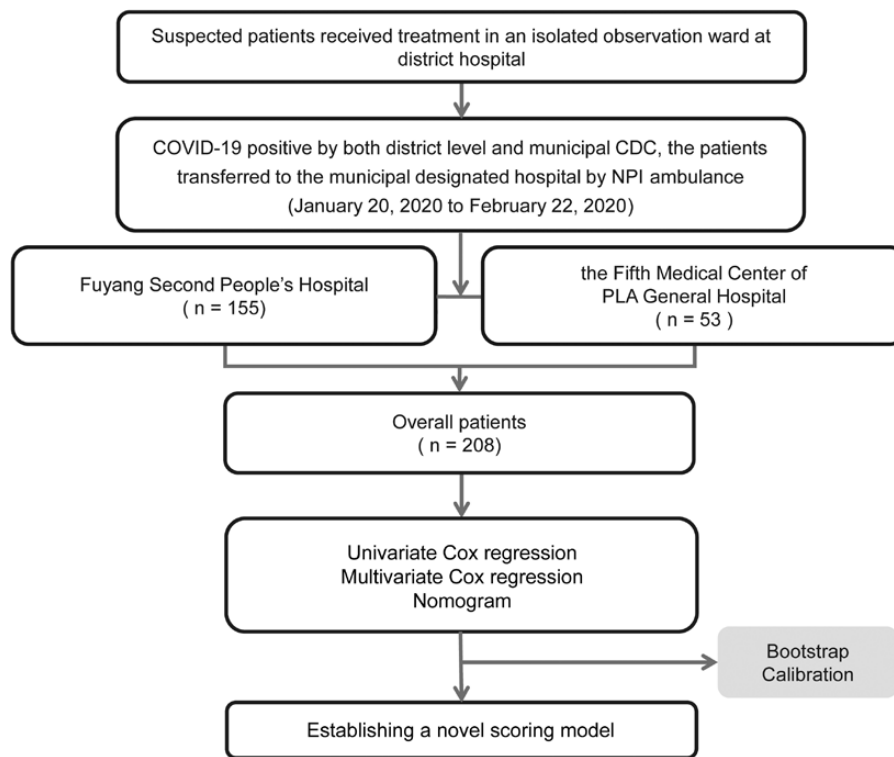 Suspected patients received treatment in an isolated observation ward at
district hospital
COVID-19 positive by both district level and municipal CDC, the patients
transferred to the municipal designated hospital by NPI ambulance
(January 20, 2020 to February 22, 2020)
Fuyang Second People's Hospital
( n = 155)
the Fifth Medical Center of
PLA General Hospital
( n = 53 )
Overall patients
( n = 208)
Univariate Cox regression
Multivariate Cox regression
Nomogram
Bootstrap
Calibration
Establishing a novel scoring model